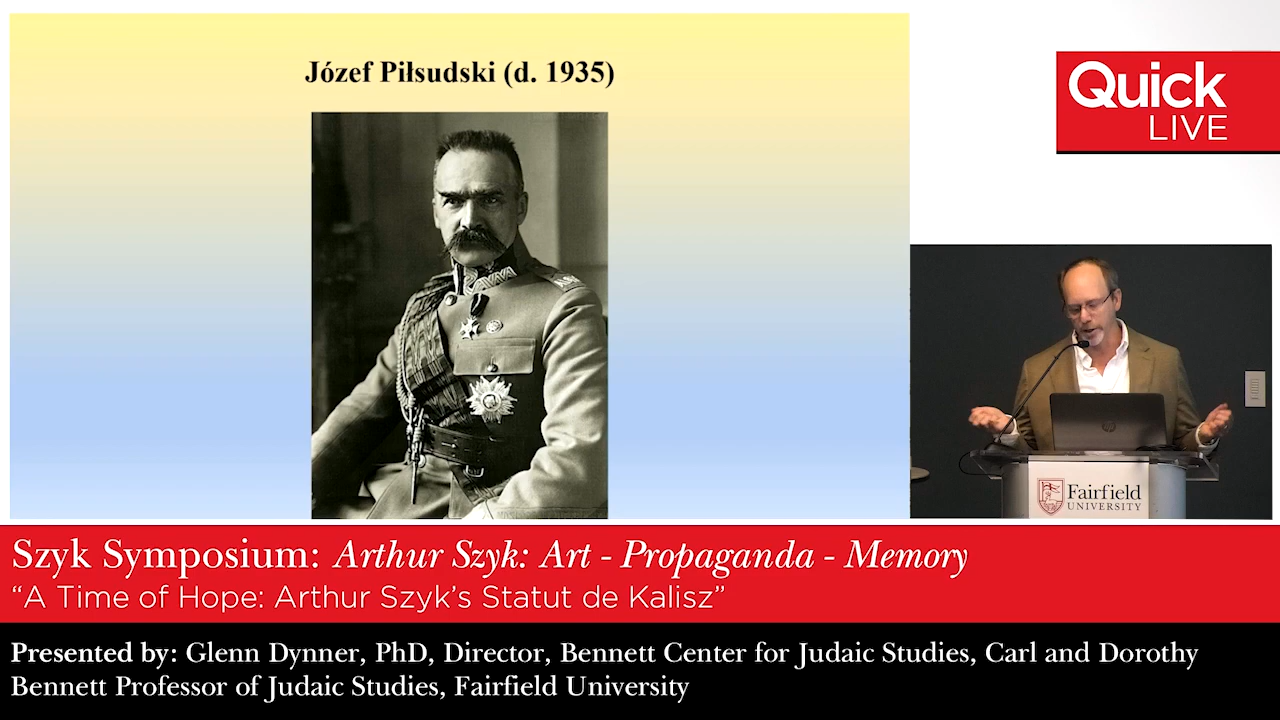 Józef Piłsudski (d. 1935)
Quick
LIVE
Fairfield
UNIVERSITY
Szyk Symposium: Arthur Szyk: Art - Propaganda - Memory
“A Time of Hope: Arthur Szyk’s Statut de Kalisz”
Presented by: Glenn Dynner, PhD, Director, Bennett Center for Judaic Studies, Carl and Dorothy
Bennett Professor of Judaic Studies, Fairfield University